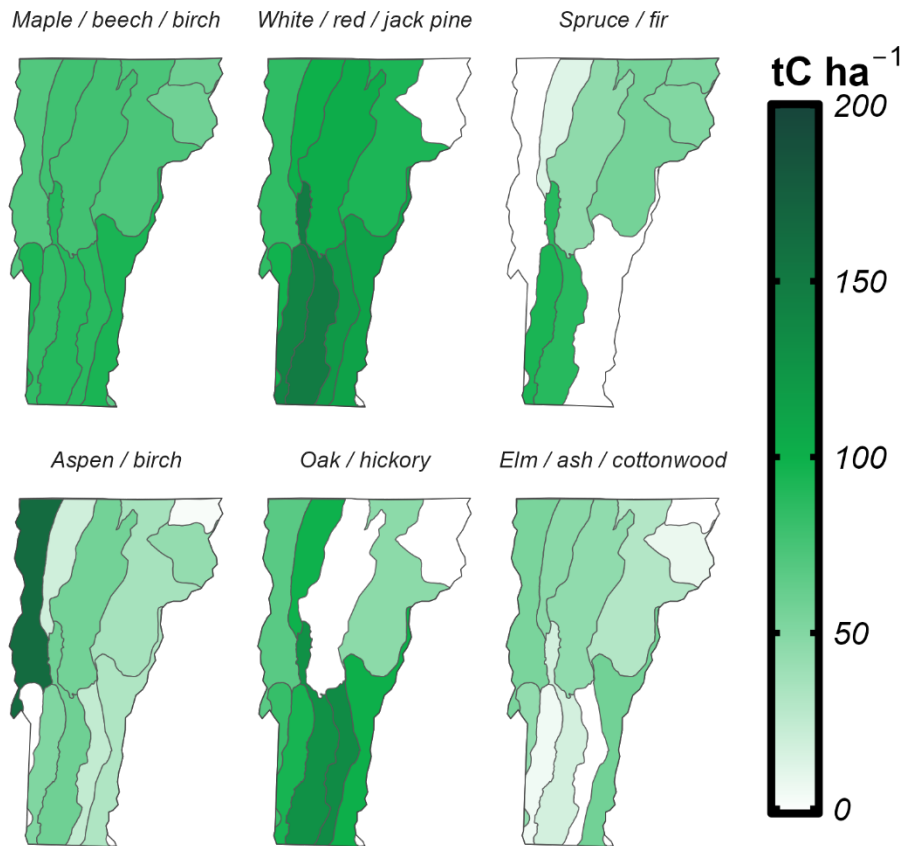 Maple / beech / birch
White / red / jack pine
Spruce / fir
tC ha⁻¹
200
150
100
50
0
Aspen / birch
Oak / hickory
Elm / ash / cottonwood